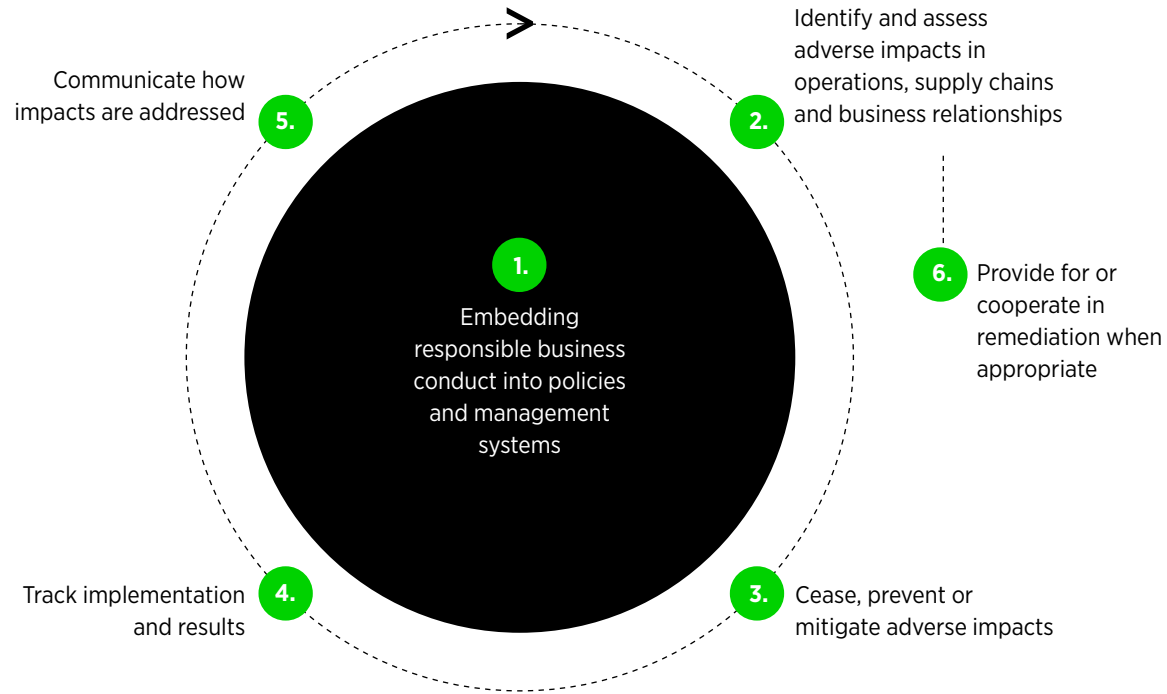 1.
Embedding
responsible business
conduct into policies
and management
systems
2.
Identify and assess
adverse impacts in
operations, supply chains
and business relationships
3.
Cease, prevent or
mitigate adverse impacts
4.
Track implementation
and results
5.
Communicate how
impacts are addressed
6.
Provide for or
cooperate in
remediation when
appropriate